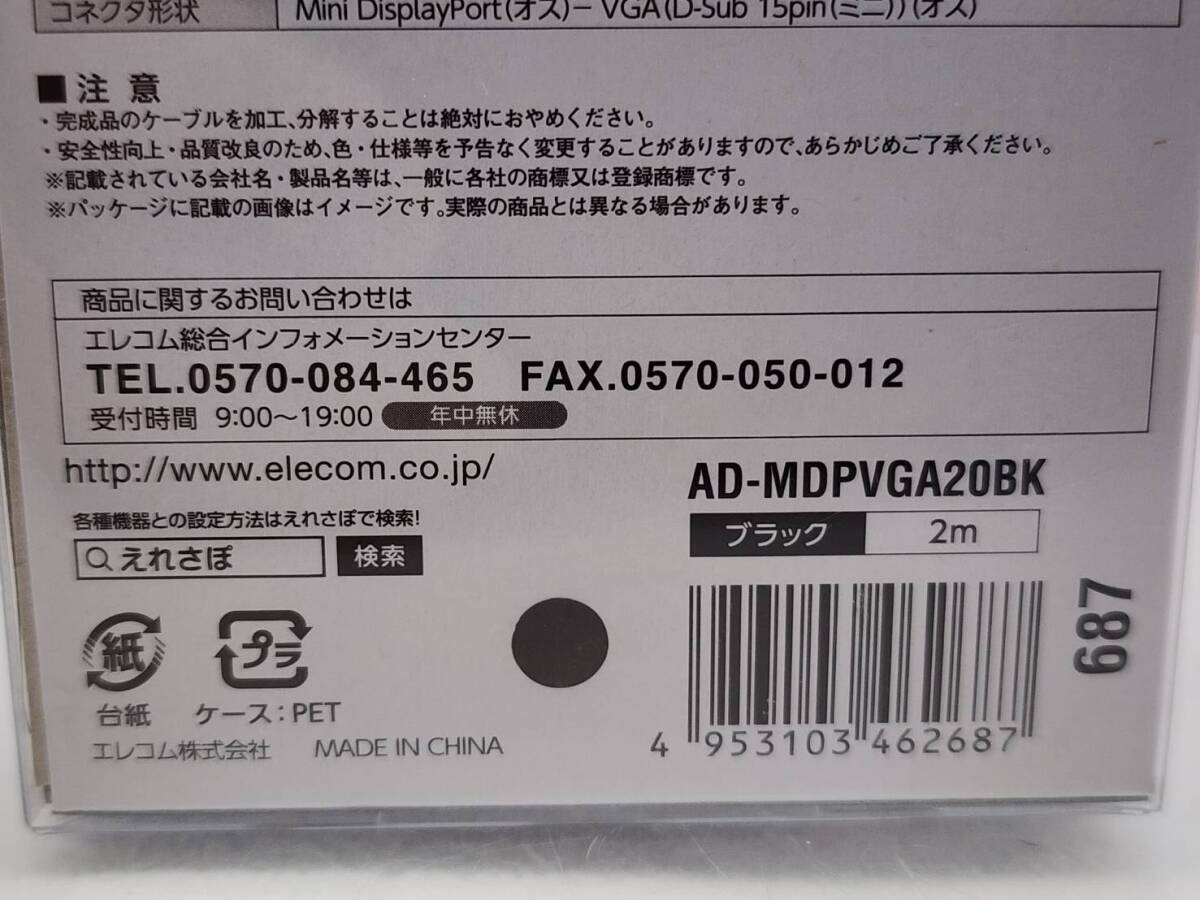 コネクタ形状 Mini DisplayPort(オス)－VGA(D-Sub 15pin(ミニ))(オス)
■注意
・完成品のケーブルを加工、分解することは絶対におやめください。
・安全性向上・品質改良のため、色・仕様等を予告なく変更することがありますので、あらかじめご了承ください。
※記載されている会社名・製品名等は、一般に各社の商標又は登録商標です。
※パッケージに記載の画像はイメージです。実際の商品とは異なる場合があります。
商品に関するお問い合わせは
エレコム総合インフォメーションセンター
TEL.0570-084-465 FAX.0570-050-012
受付時間 9:00～19:00 年中無休
http://www.elecom.co.jp/
AD-MDPVGA20BK
ブラック 2m
各種機器との設定方法はえれさぽで検索!
えれさぽ 検索
687
紙 プラ
台紙 ケース：PET
エレコム株式会社 MADE IN CHINA
4 953103 462687